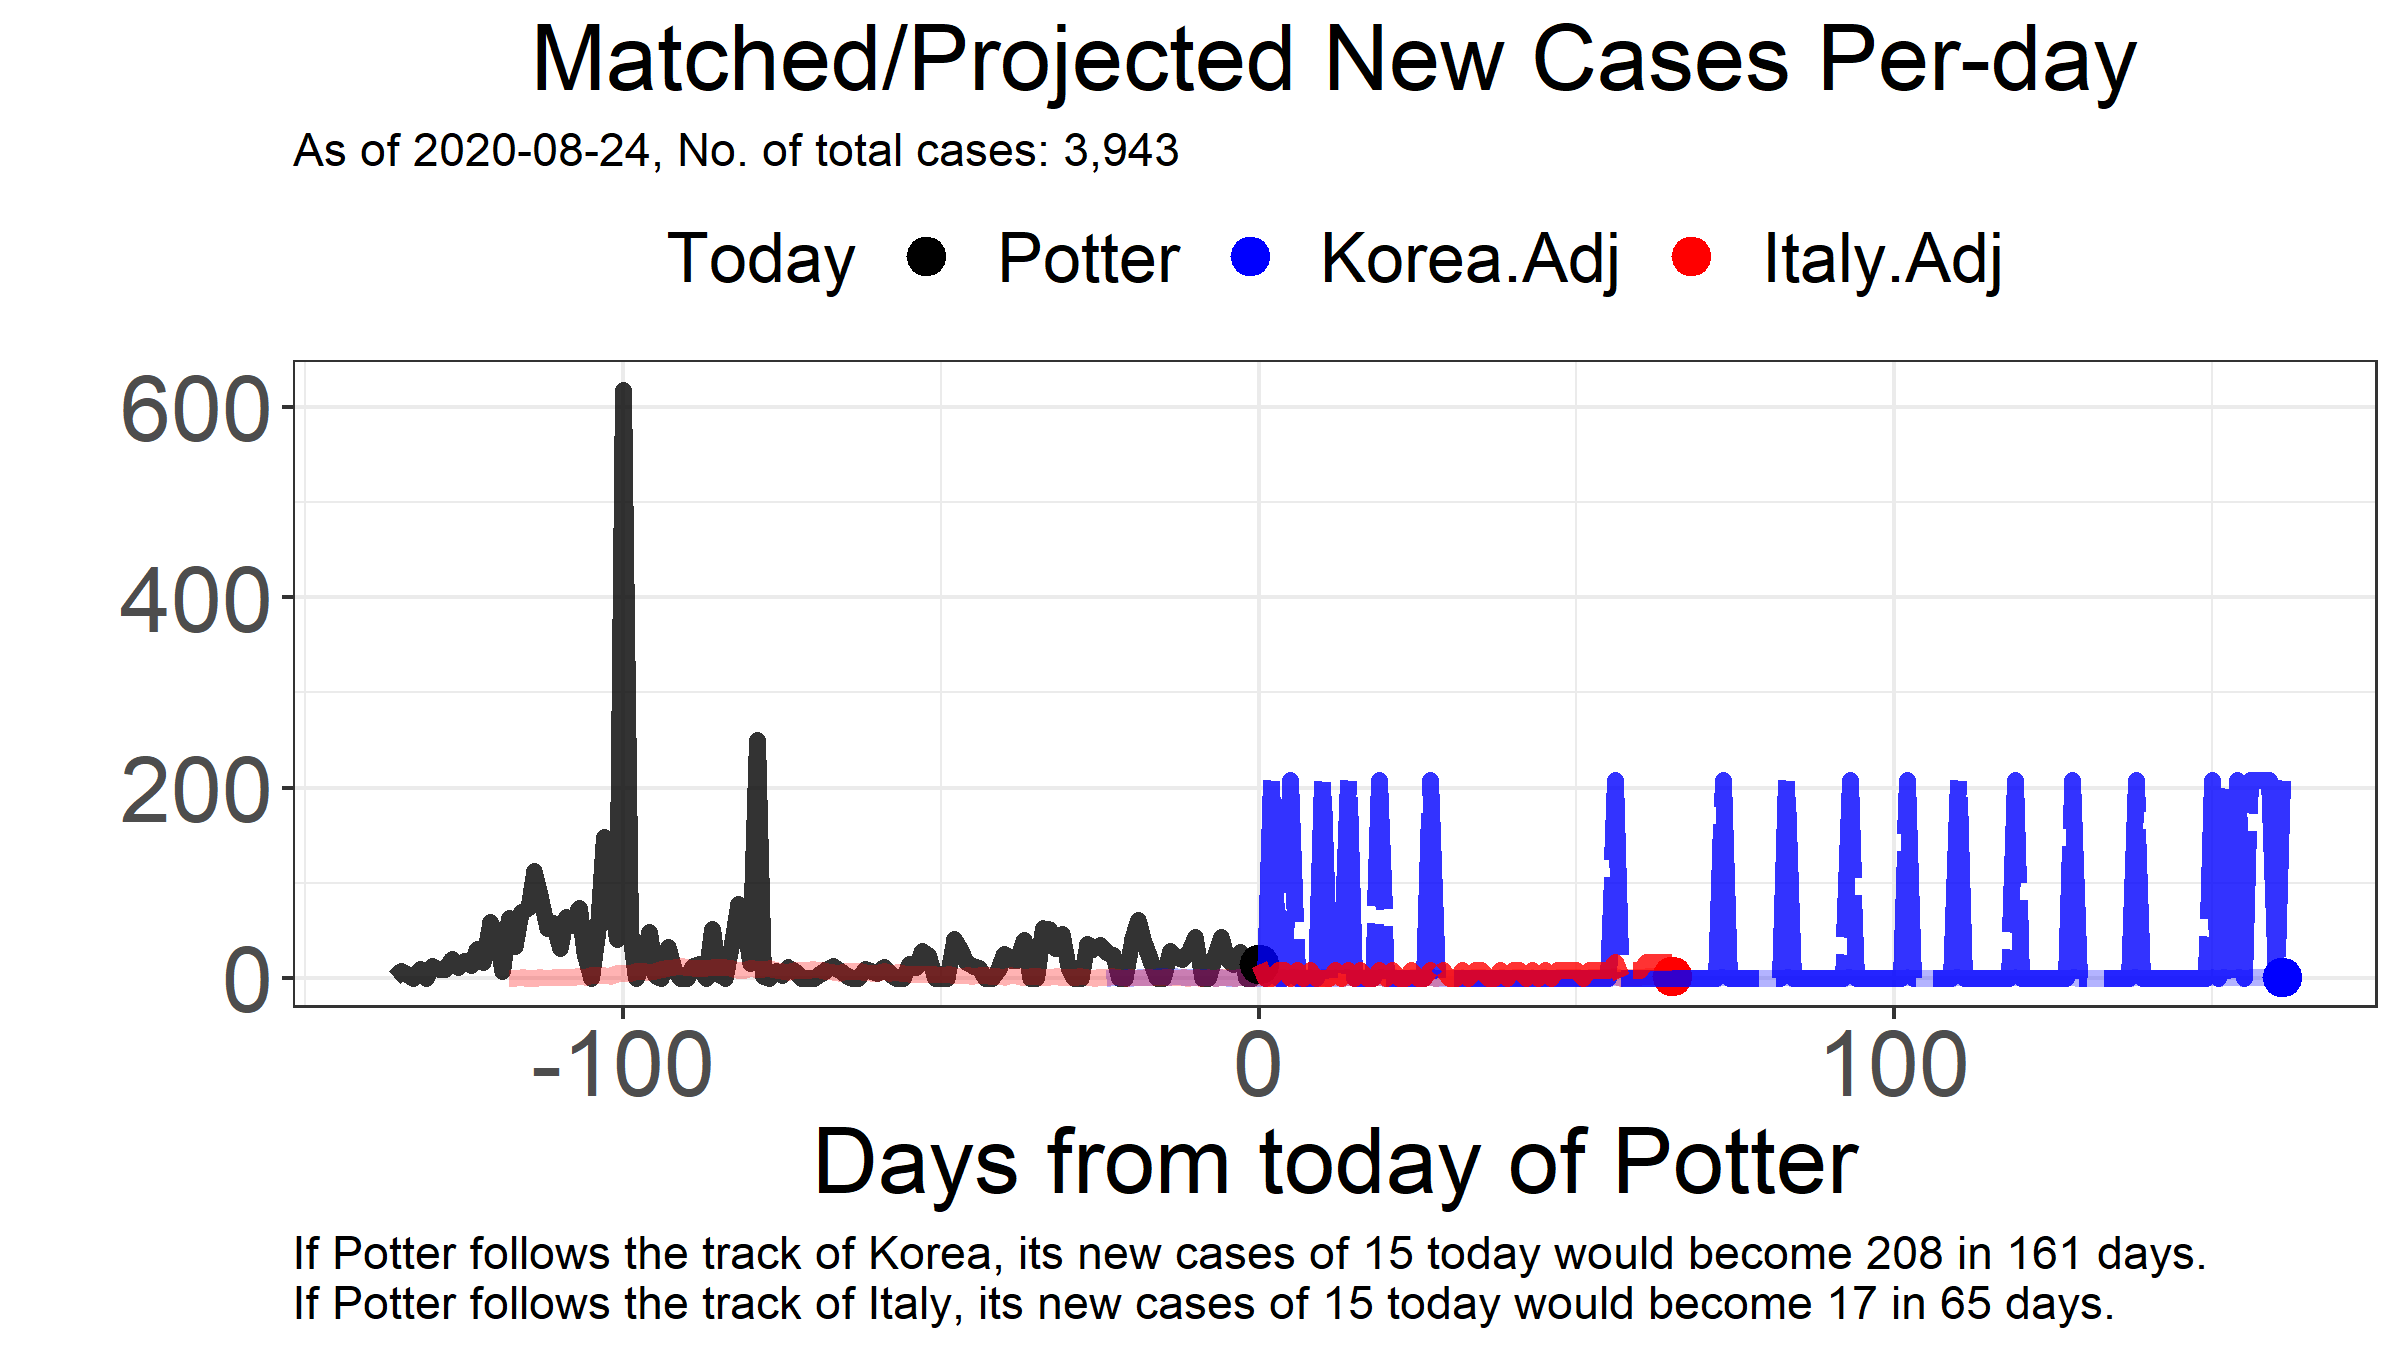 Matched/Projected New Cases Per-day
As of 2020-08-24, No. of total cases: 3,943
Today Potter Korea.Adj Italy.Adj
600
400
200
0
-100 0 100
Days from today of Potter
If Potter follows the track of Korea, its new cases of 15 today would become 208 in 161 days.
If Potter follows the track of Italy, its new cases of 15 today would become 17 in 65 days.